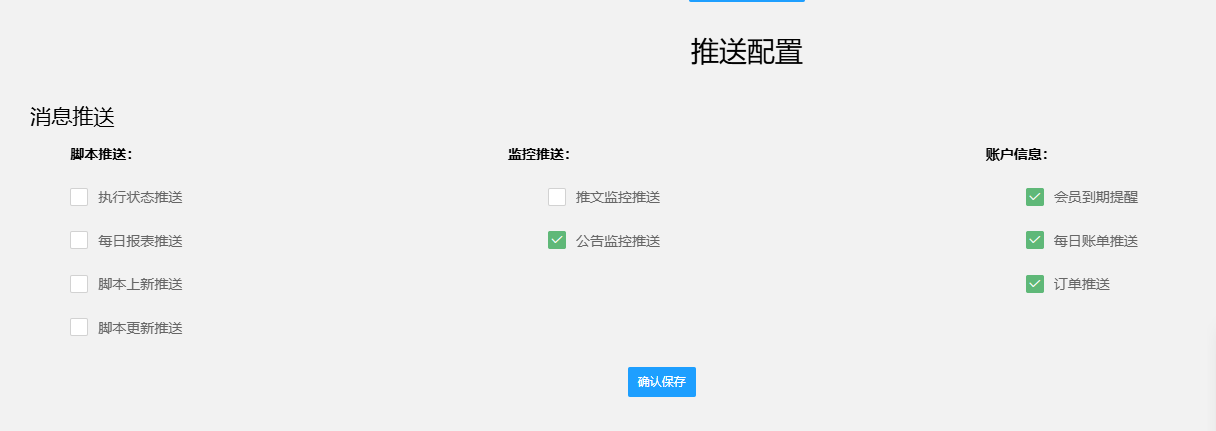 推送配置
消息推送
脚本推送：
执行状态推送
每日报表推送
脚本上新推送
脚本更新推送
监控推送：
推文监控推送
公告监控推送
账户信息：
会员到期提醒
每日账单推送
订单推送
确认保存